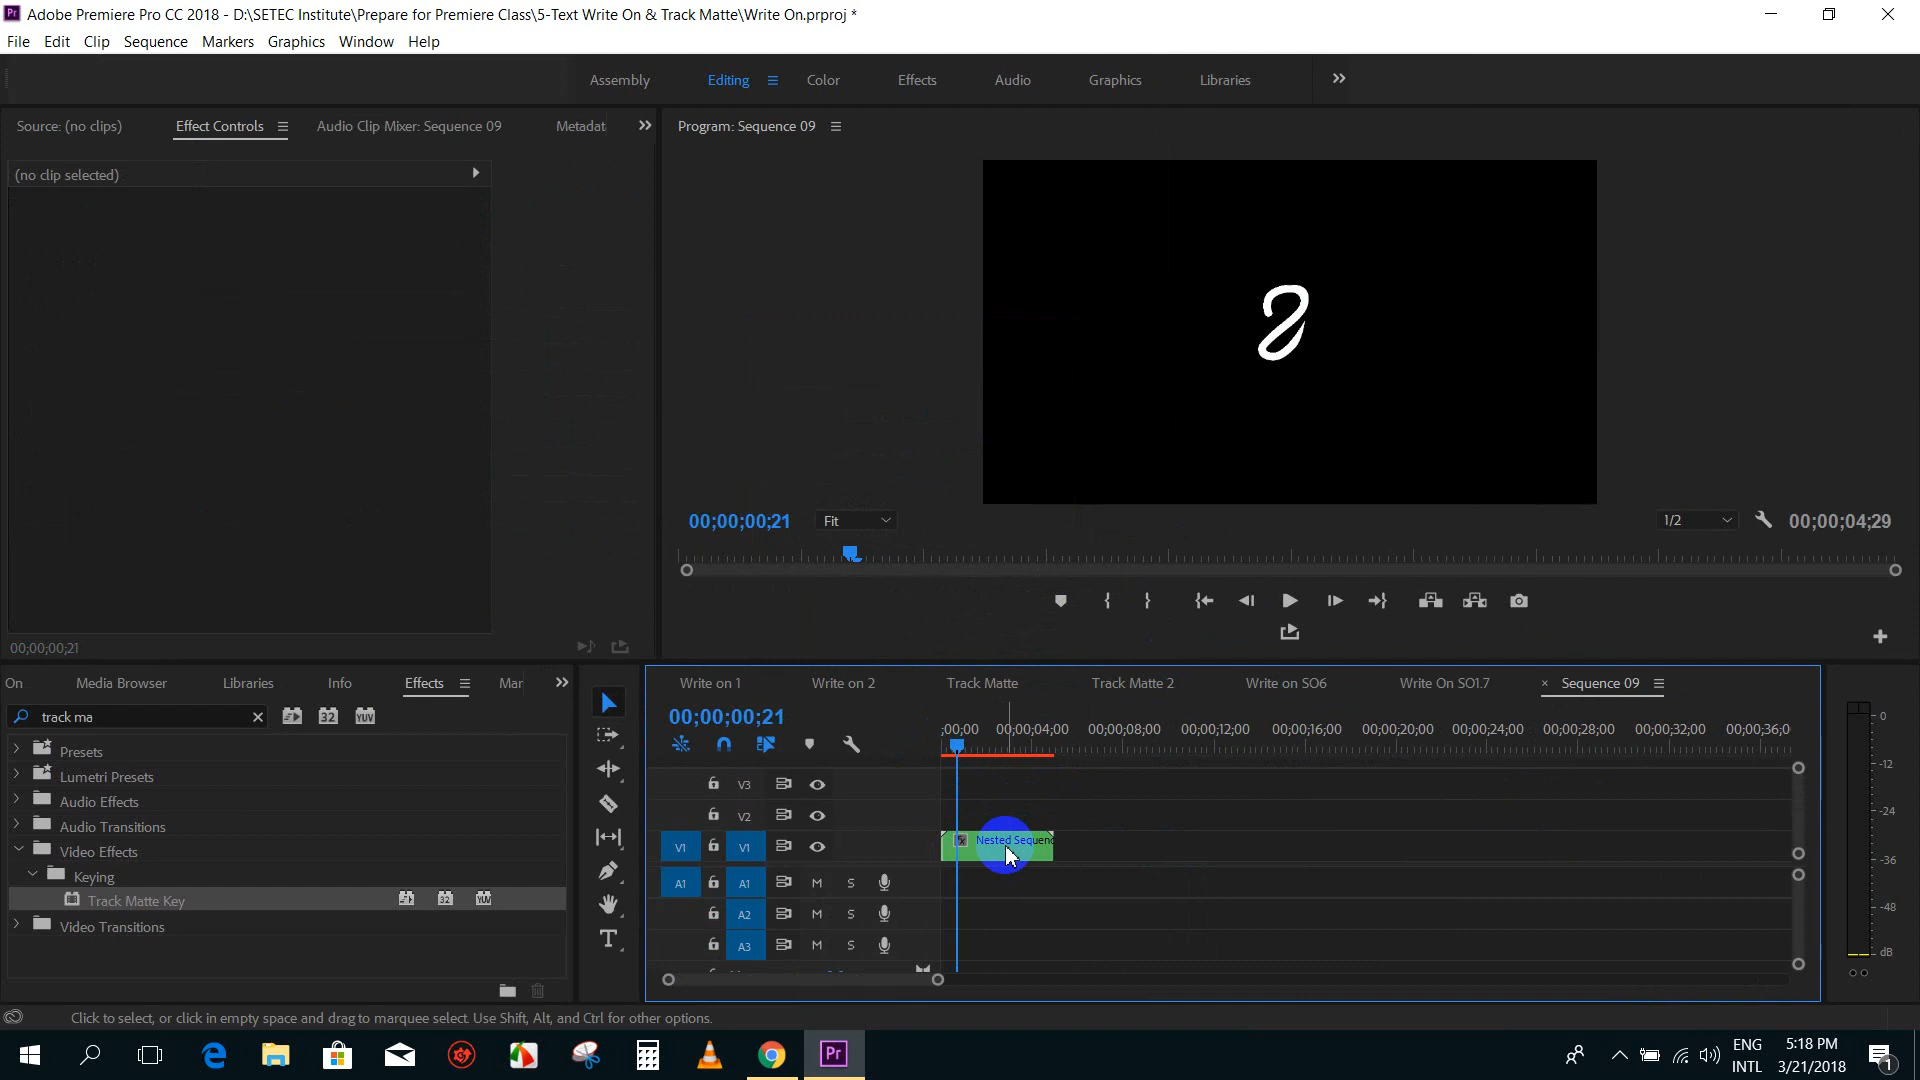 Pr Adobe Premiere Pro CC 2018 - D:\SETEC Institute\Prepare for Premiere Class\5-Text Write On & Track Matte\Write On.prproj *
File Edit Clip Sequence Markers Graphics Window Help
Assembly Editing Color Effects Audio Graphics Libraries
Source: (no clips) Effect Controls Audio Clip Mixer: Sequence 09 Metadat
Program: Sequence 09
(no clip selected)
00;00;00;21 Fit 1/2 00;00;04;29
00;00;00;21
On Media Browser Libraries Info Effects Mar
track ma 32 YUV
Presets
Lumetri Presets
Audio Effects
Audio Transitions
Video Effects
Keying
Track Matte Key 32 YUV
Video Transitions
T
Write on 1 Write on 2 Track Matte Track Matte 2 Write on SO6 Write On SO1.7 × Sequence 09
00;00;00;21
;00;00 00;00;04;00 00;00;08;00 00;00;12;00 00;00;16;00 00;00;20;00 00;00;24;00 00;00;28;00 00;00;32;00 00;00;36;0
V3
V2
V1 V1 fx Nested Sequenc
A1 A1 M S
A2 M S
A3 M S
0
-12
-24
-36
-48
dB
Click to select, or click in empty space and drag to marquee select. Use Shift, Alt, and Ctrl for other options.
Pr
ENG
INTL
5:18 PM
3/21/2018
1